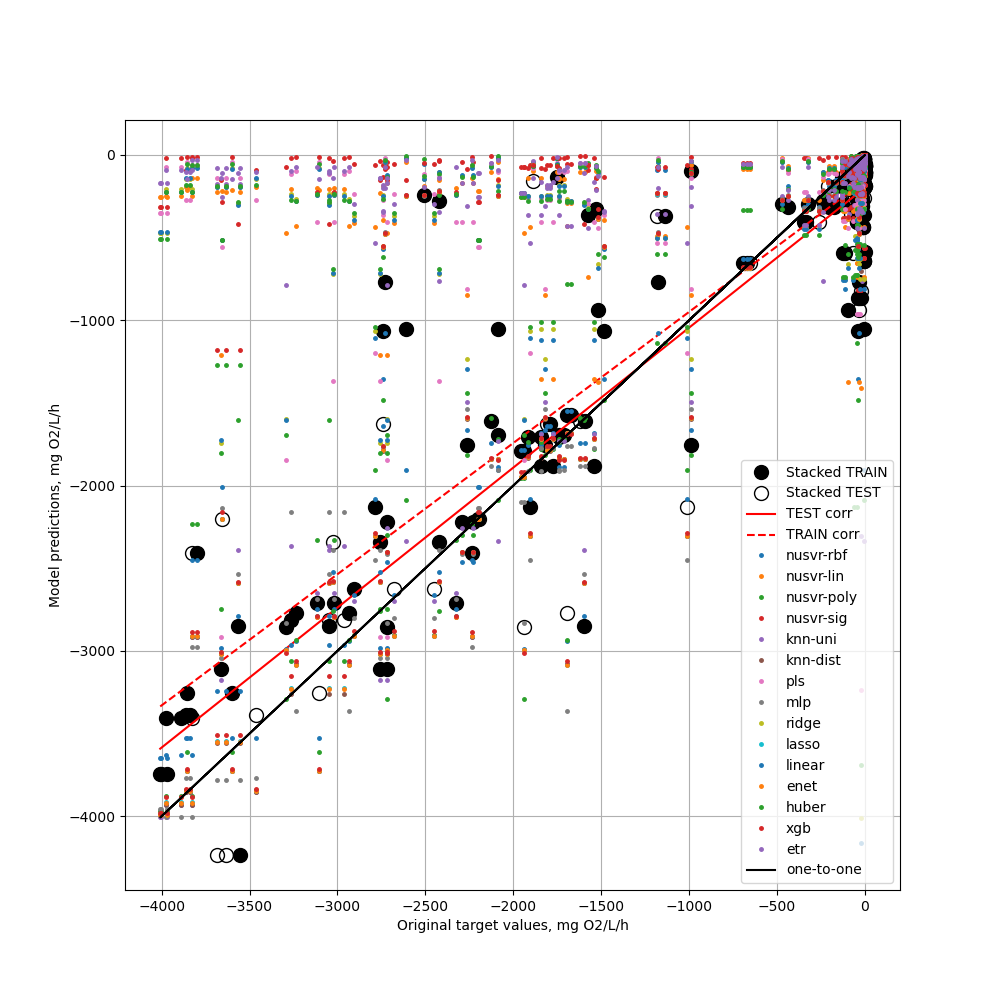 0
−1000
−2000
−3000
−4000
Model predictions, mg O2/L/h
−4000 −3500 −3000 −2500 −2000 −1500 −1000 −500 0
Original target values, mg O2/L/h
Stacked TRAIN
Stacked TEST
TEST corr
TRAIN corr
nusvr-rbf
nusvr-lin
nusvr-poly
nusvr-sig
knn-uni
knn-dist
pls
mlp
ridge
lasso
linear
enet
huber
xgb
etr
one-to-one